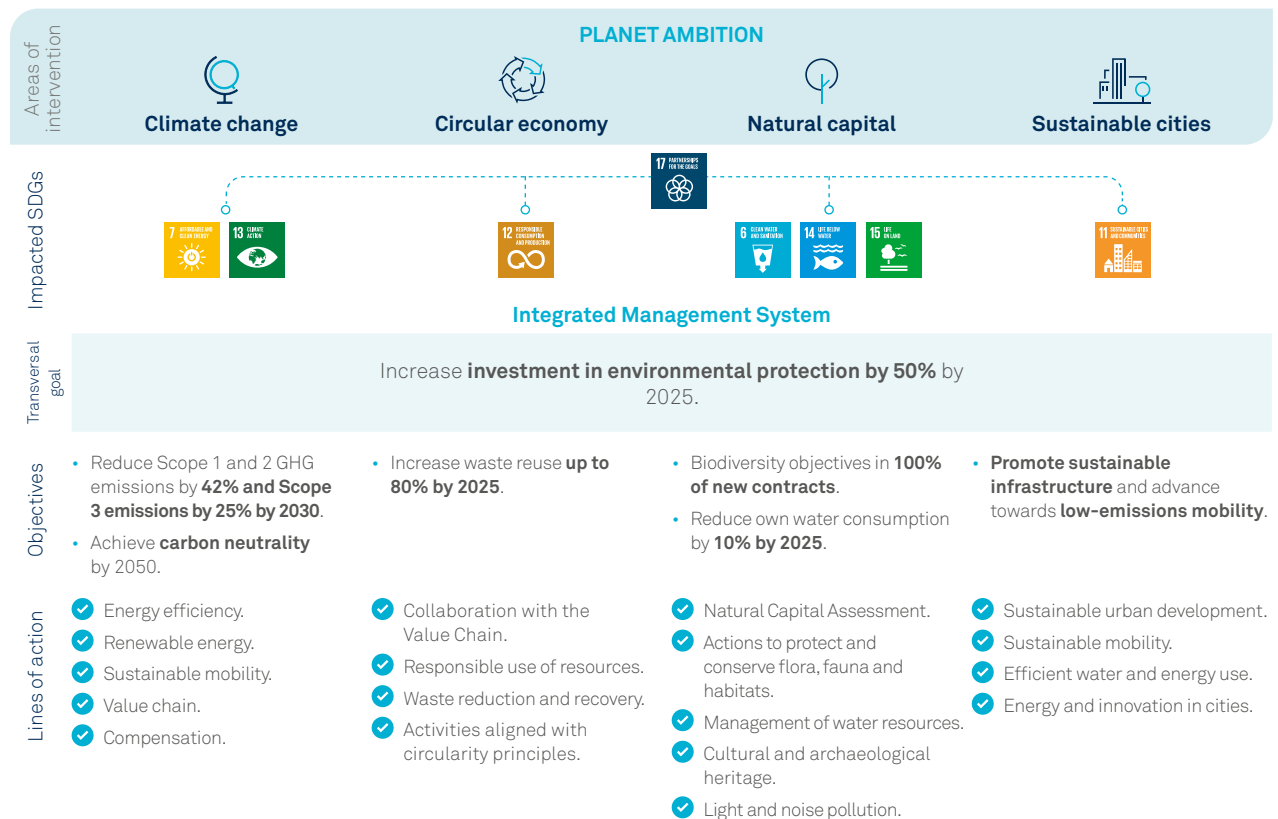 Areas of
intervention
PLANET AMBITION
Climate change
Circular economy
Natural capital
Sustainable cities
Impacted SDGs
17 PARTNERSHIPS
FOR THE GOALS
7 AFFORDABLE AND
CLEAN ENERGY
13 CLIMATE
ACTION
12 RESPONSIBLE
CONSUMPTION
AND PRODUCTION
6 CLEAN WATER
AND SANITATION
14 LIFE BELOW
WATER
15 LIFE
ON LAND
11 SUSTAINABLE CITIES
AND COMMUNITIES
Integrated Management System
Transversal
goal
Increase investment in environmental protection by 50% by
2025.
Objectives
• Reduce Scope 1 and 2 GHG
emissions by 42% and Scope
3 emissions by 25% by 2030.
• Achieve carbon neutrality
by 2050.
• Increase waste reuse up to
80% by 2025.
• Biodiversity objectives in 100%
of new contracts.
• Reduce own water consumption
by 10% by 2025.
• Promote sustainable
infrastructure and advance
towards low-emissions mobility.
Lines of action
Energy efficiency.
Renewable energy.
Sustainable mobility.
Value chain.
Compensation.
Collaboration with the
Value Chain.
Responsible use of resources.
Waste reduction and recovery.
Activities aligned with
circularity principles.
Natural Capital Assessment.
Actions to protect and
conserve flora, fauna and
habitats.
Management of water resources.
Cultural and archaeological
heritage.
Light and noise pollution.
Sustainable urban development.
Sustainable mobility.
Efficient water and energy use.
Energy and innovation in cities.